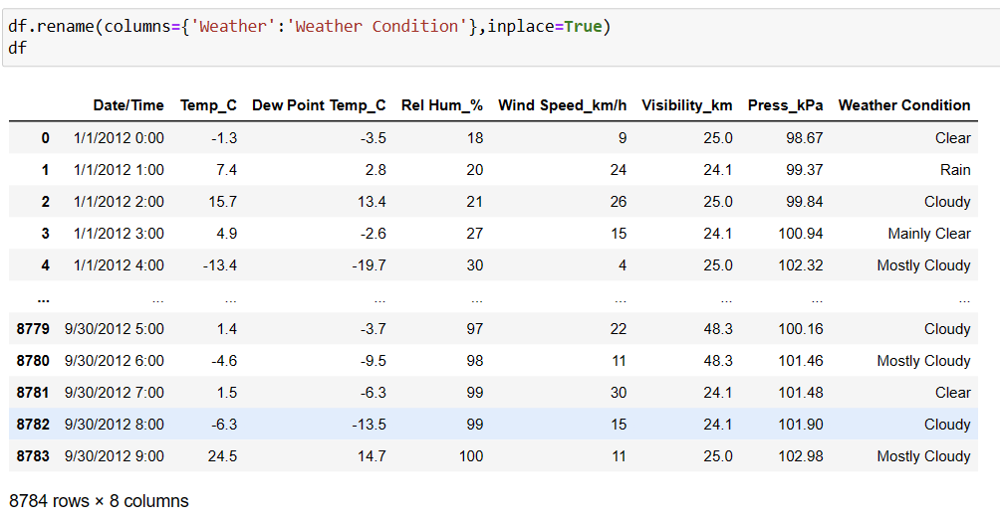 df.rename(columns={'Weather':'Weather Condition'},inplace=True)
df
Date/Time Temp_C Dew Point Temp_C Rel Hum_% Wind Speed_km/h Visibility_km Press_kPa Weather Condition
0 1/1/2012 0:00 -1.3 -3.5 18 9 25.0 98.67 Clear
1 1/1/2012 1:00 7.4 2.8 20 24 24.1 99.37 Rain
2 1/1/2012 2:00 15.7 13.4 21 26 25.0 99.84 Cloudy
3 1/1/2012 3:00 4.9 -2.6 27 15 24.1 100.94 Mainly Clear
4 1/1/2012 4:00 -13.4 -19.7 30 4 25.0 102.32 Mostly Cloudy
... ... ... ... ... ... ... ... ...
8779 9/30/2012 5:00 1.4 -3.7 97 22 48.3 100.16 Cloudy
8780 9/30/2012 6:00 -4.6 -9.5 98 11 48.3 101.46 Mostly Cloudy
8781 9/30/2012 7:00 1.5 -6.3 99 30 24.1 101.48 Clear
8782 9/30/2012 8:00 -6.3 -13.5 99 15 24.1 101.90 Cloudy
8783 9/30/2012 9:00 24.5 14.7 100 11 25.0 102.98 Mostly Cloudy
8784 rows × 8 columns